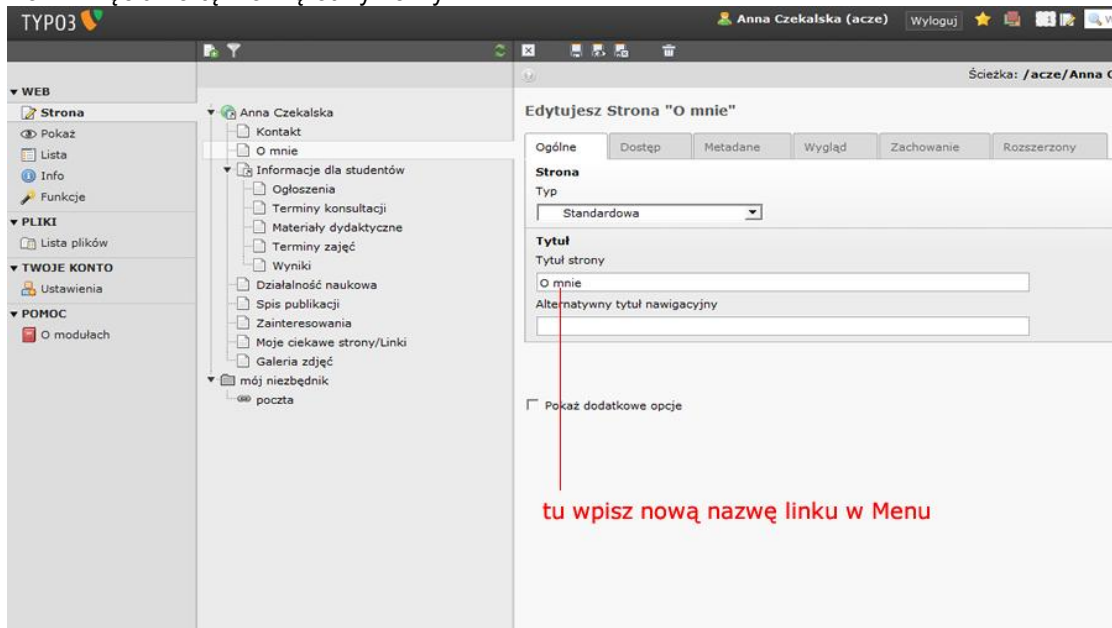 TYPO3
Anna Czekalska (acze)
Wyloguj
Ścieżka: /acze/Anna
WEB
Strona
Pokaż
Lista
Info
Funkcje
PLIKI
Lista plików
TWOJE KONTO
Ustawienia
POMOC
O modułach
Anna Czekalska
Kontakt
O mnie
Informacje dla studentów
Ogłoszenia
Terminy konsultacji
Materiały dydaktyczne
Terminy zajęć
Wyniki
Działalność naukowa
Spis publikacji
Zainteresowania
Moje ciekawe strony/Linki
Galeria zdjęć
mój niezbędnik
poczta
Edytujesz Strona "O mnie"
Ogólne Dostęp Metadane Wygląd Zachowanie Rozszerzony
Strona
Typ
Standardowa
Tytuł
Tytuł strony
O mnie
Alternatywny tytuł nawigacyjny
Pokaż dodatkowe opcje
tu wpisz nową nazwę linku w Menu